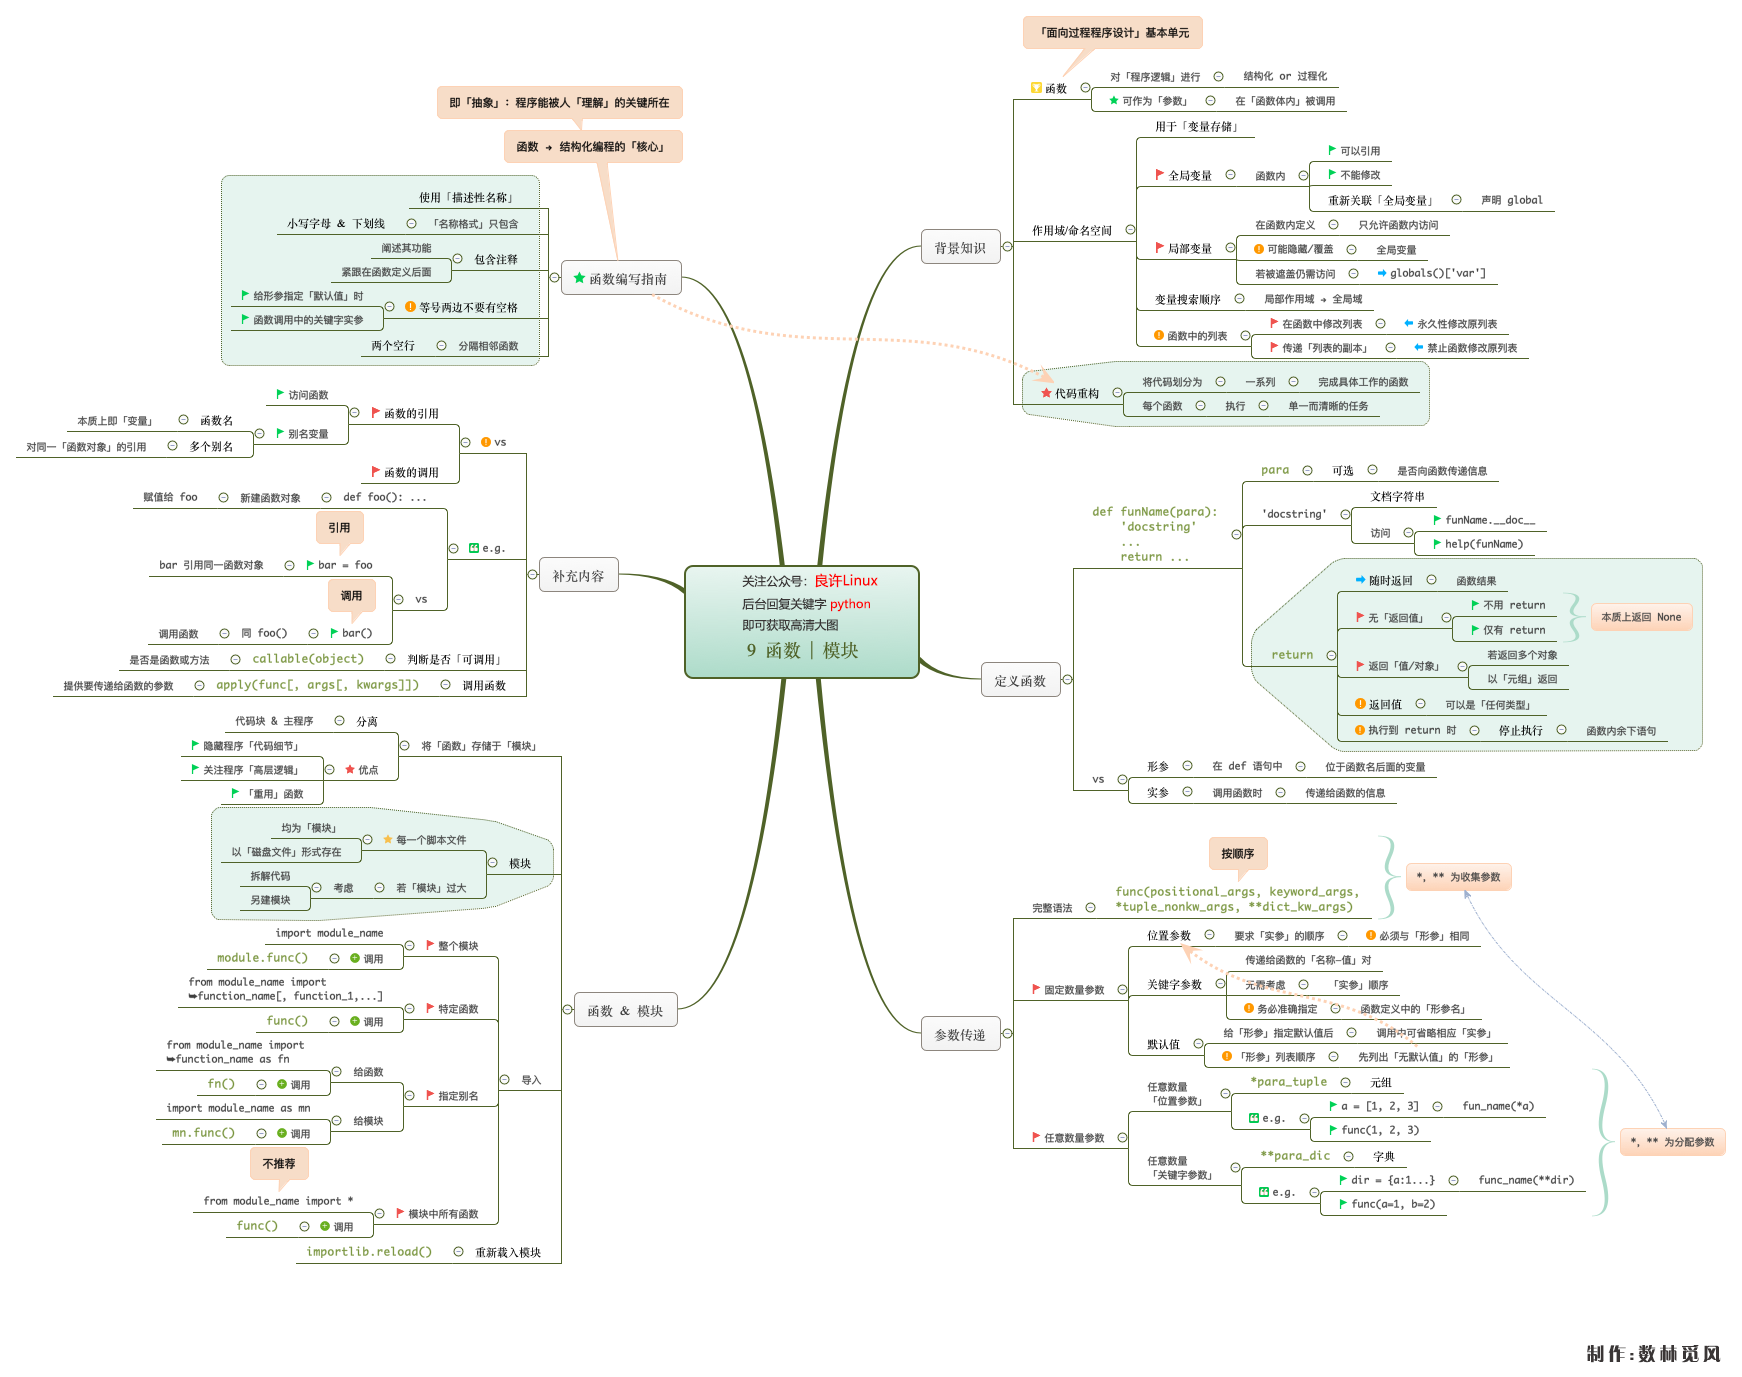 关注公众号：良许Linux
后台回复关键字 python
即可获取高清大图
9 函数 | 模块
背景知识
「面向过程程序设计」基本单元
函数
对「程序逻辑」进行
结构化 or 过程化
可作为「参数」
在「函数体内」被调用
作用域/命名空间
用于「变量存储」
全局变量
函数内
可以引用
不能修改
重新关联「全局变量」
声明 global
局部变量
在函数内定义
只允许函数内访问
可能隐藏/覆盖
全局变量
若被遮盖仍需访问
globals()['var']
变量搜索顺序
局部作用域 → 全局域
函数中的列表
在函数中修改列表
永久性修改原列表
传递「列表的副本」
禁止函数修改原列表
代码重构
将代码划分为
一系列
完成具体工作的函数
每个函数
执行
单一而清晰的任务
定义函数
def funName(para):
'docstring'
...
return ...
para
可选
是否向函数传递信息
'docstring'
文档字符串
访问
funName.__doc__
help(funName)
return
随时返回
函数结果
无「返回值」
不用 return
仅有 return
本质上返回 None
返回「值/对象」
若返回多个对象
以「元组」返回
返回值
可以是「任何类型」
执行到 return 时
停止执行
函数内余下语句
vs
形参
在 def 语句中
位于函数名后面的变量
实参
调用函数时
传递给函数的信息
参数传递
按顺序
完整语法
func(positional_args, keyword_args,
*tuple_nonkw_args, **dict_kw_args)
*, ** 为收集参数
固定数量参数
位置参数
要求「实参」的顺序
必须与「形参」相同
关键字参数
传递给函数的「名称—值」对
无需考虑
「实参」顺序
务必准确指定
函数定义中的「形参名」
默认值
给「形参」指定默认值后
调用中可省略相应「实参」
「形参」列表顺序
先列出「无默认值」的「形参」
任意数量参数
任意数量
「位置参数」
*para_tuple
元组
e.g.
a = [1, 2, 3]
fun_name(*a)
func(1, 2, 3)
任意数量
「关键字参数」
**para_dic
字典
e.g.
dir = {a:1...}
func_name(**dir)
func(a=1, b=2)
*, ** 为分配参数
函数编写指南
即「抽象」：程序能被人「理解」的关键所在
函数 → 结构化编程的「核心」
使用「描述性名称」
小写字母 & 下划线
「名称格式」只包含
阐述其功能
紧跟在函数定义后面
包含注释
给形参指定「默认值」时
函数调用中的关键字实参
等号两边不要有空格
两个空行
分隔相邻函数
补充内容
访问函数
函数的引用
本质上即「变量」
函数名
别名变量
对同一「函数对象」的引用
多个别名
vs
函数的调用
赋值给 foo
新建函数对象
def foo(): ...
引用
e.g.
bar 引用同一函数对象
bar = foo
调用
vs
调用函数
同 foo()
bar()
是否是函数或方法
callable(object)
判断是否「可调用」
提供要传递给函数的参数
apply(func[, args[, kwargs]])
调用函数
函数 & 模块
代码块 & 主程序
分离
将「函数」存储于「模块」
隐藏程序「代码细节」
关注程序「高层逻辑」
优点
「重用」函数
均为「模块」
每一个脚本文件
以「磁盘文件」形式存在
模块
拆解代码
考虑
若「模块」过大
另建模块
import module_name
整个模块
module.func()
调用
from module_name import
➥function_name[, function_1,...]
特定函数
func()
调用
from module_name import
➥function_name as fn
给函数
fn()
调用
导入
指定别名
import module_name as mn
给模块
mn.func()
调用
不推荐
from module_name import *
模块中所有函数
func()
调用
importlib.reload()
重新载入模块
制作:数林觅风